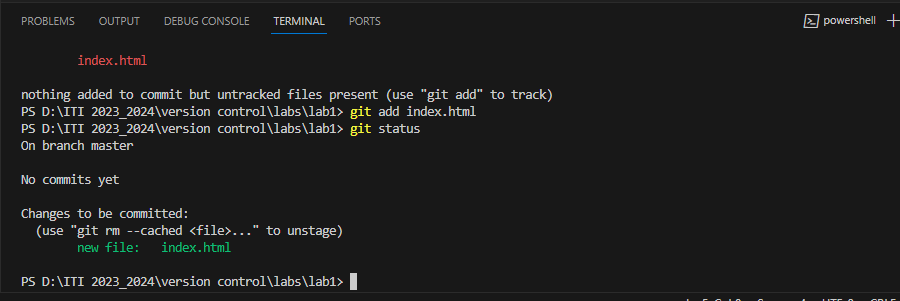 PROBLEMS OUTPUT DEBUG CONSOLE TERMINAL PORTS powershell
index.html
nothing added to commit but untracked files present (use "git add" to track)
PS D:\ITI 2023_2024\version control\labs\lab1> git add index.html
PS D:\ITI 2023_2024\version control\labs\lab1> git status
On branch master
No commits yet
Changes to be committed:
(use "git rm --cached <file>..." to unstage)
new file: index.html
PS D:\ITI 2023_2024\version control\labs\lab1>